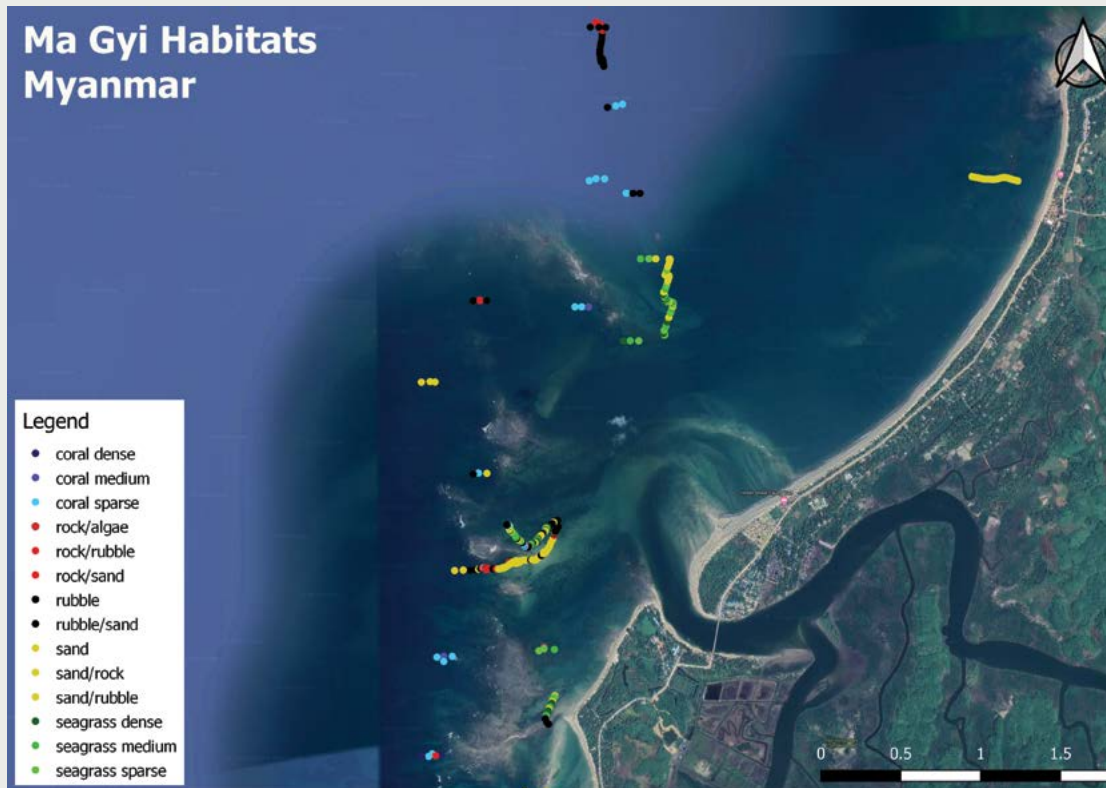 Ma Gyi Habitats
Myanmar
Legend
coral dense
coral medium
coral sparse
rock/algae
rock/rubble
rock/sand
rubble
rubble/sand
sand
sand/rock
sand/rubble
seagrass dense
seagrass medium
seagrass sparse
0 0.5 1 1.5